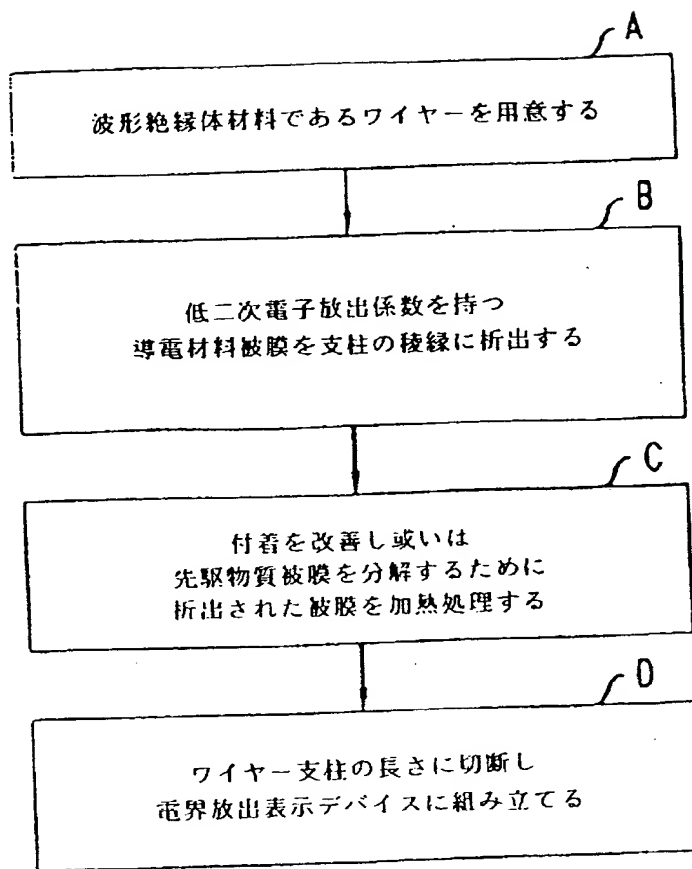 A
波形絶縁体材料であるワイヤーを用意する
B
低二次電子放出係数を持つ
導電材料被膜を支柱の稜縁に折出する
C
付着を改善し或いは
先駆物質被膜を分解するために
折出された被膜を加熱処理する
D
ワイヤー支柱の長さに切断し
電界放出表示デバイスに組み立てる